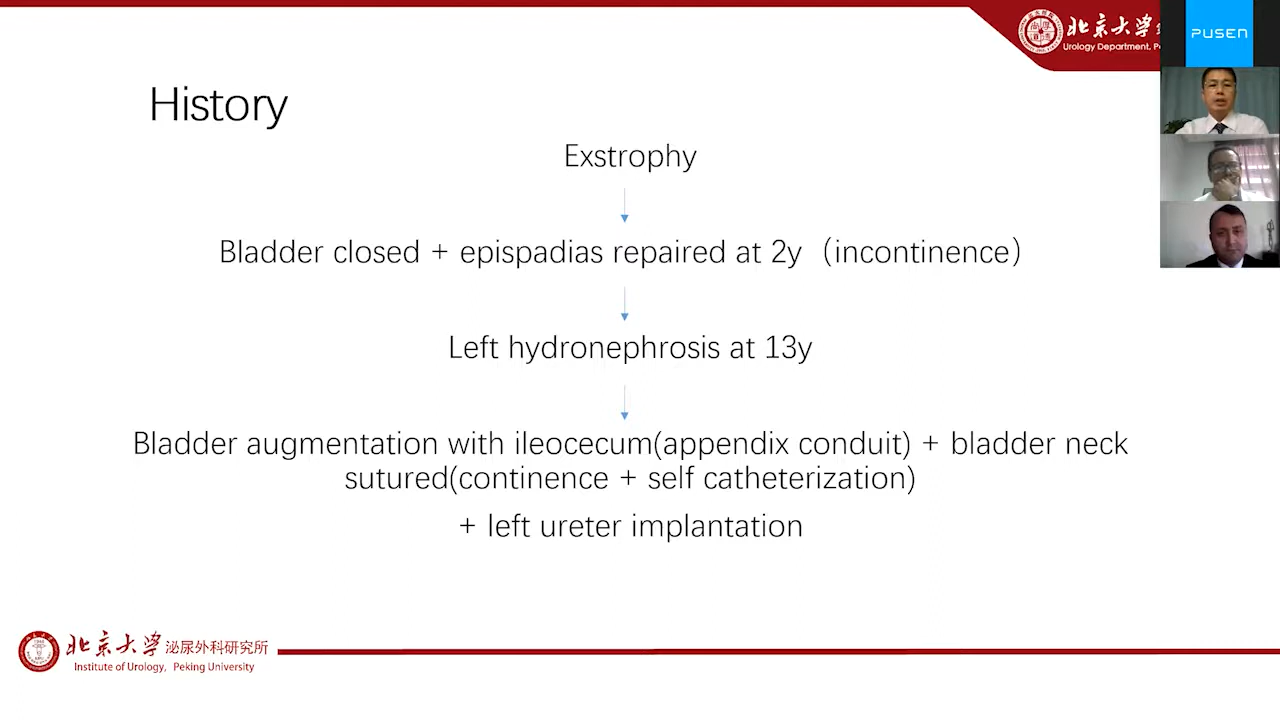 北京大学
Urology Department,
PUSEN
History
Exstrophy
Bladder closed + epispadias repaired at 2y（incontinence）
Left hydronephrosis at 13y
Bladder augmentation with ileocecum(appendix conduit) + bladder neck
sutured(continence + self catheterization)
+ left ureter implantation
北京大学 泌尿外科研究所
Institute of Urology, Peking University